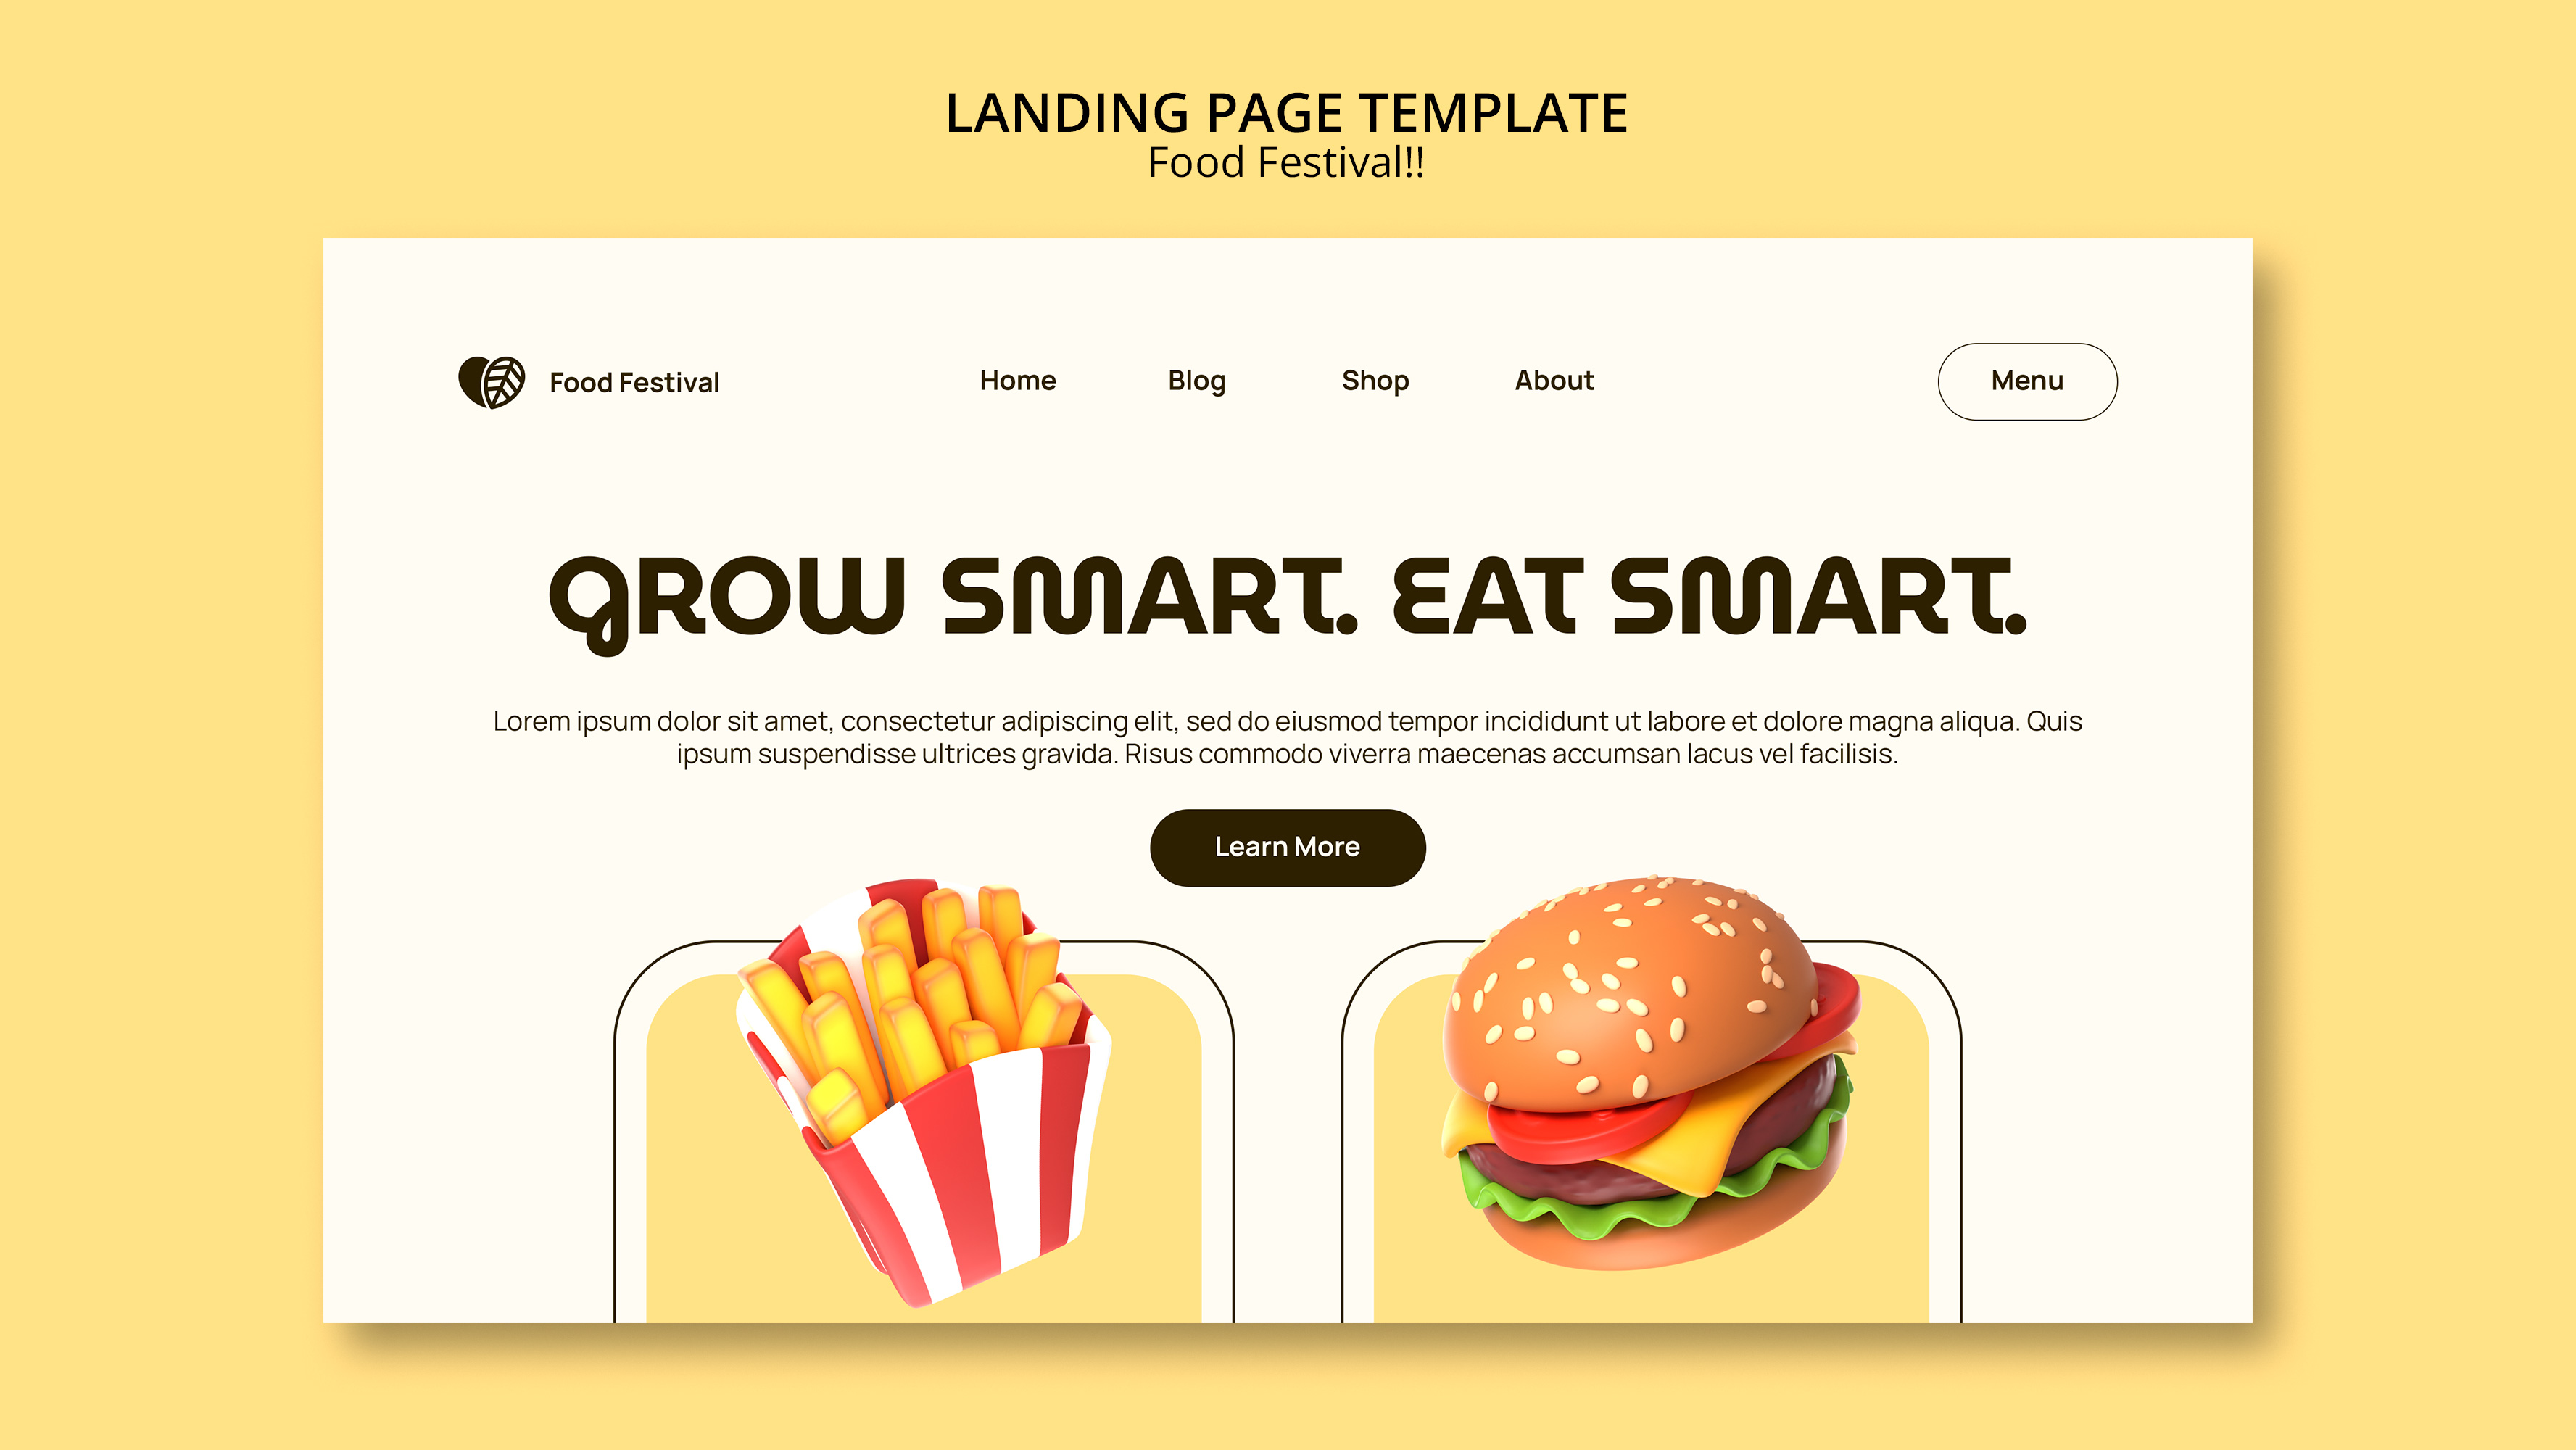 LANDING PAGE TEMPLATE
Food Festival!!
Food Festival
Home
Blog
Shop
About
Menu
GROW SMART. EAT SMART.
Lorem ipsum dolor sit amet, consectetur adipiscing elit, sed do eiusmod tempor incididunt ut labore et dolore magna aliqua. Quis
ipsum suspendisse ultrices gravida. Risus commodo viverra maecenas accumsan lacus vel facilisis.
Learn More